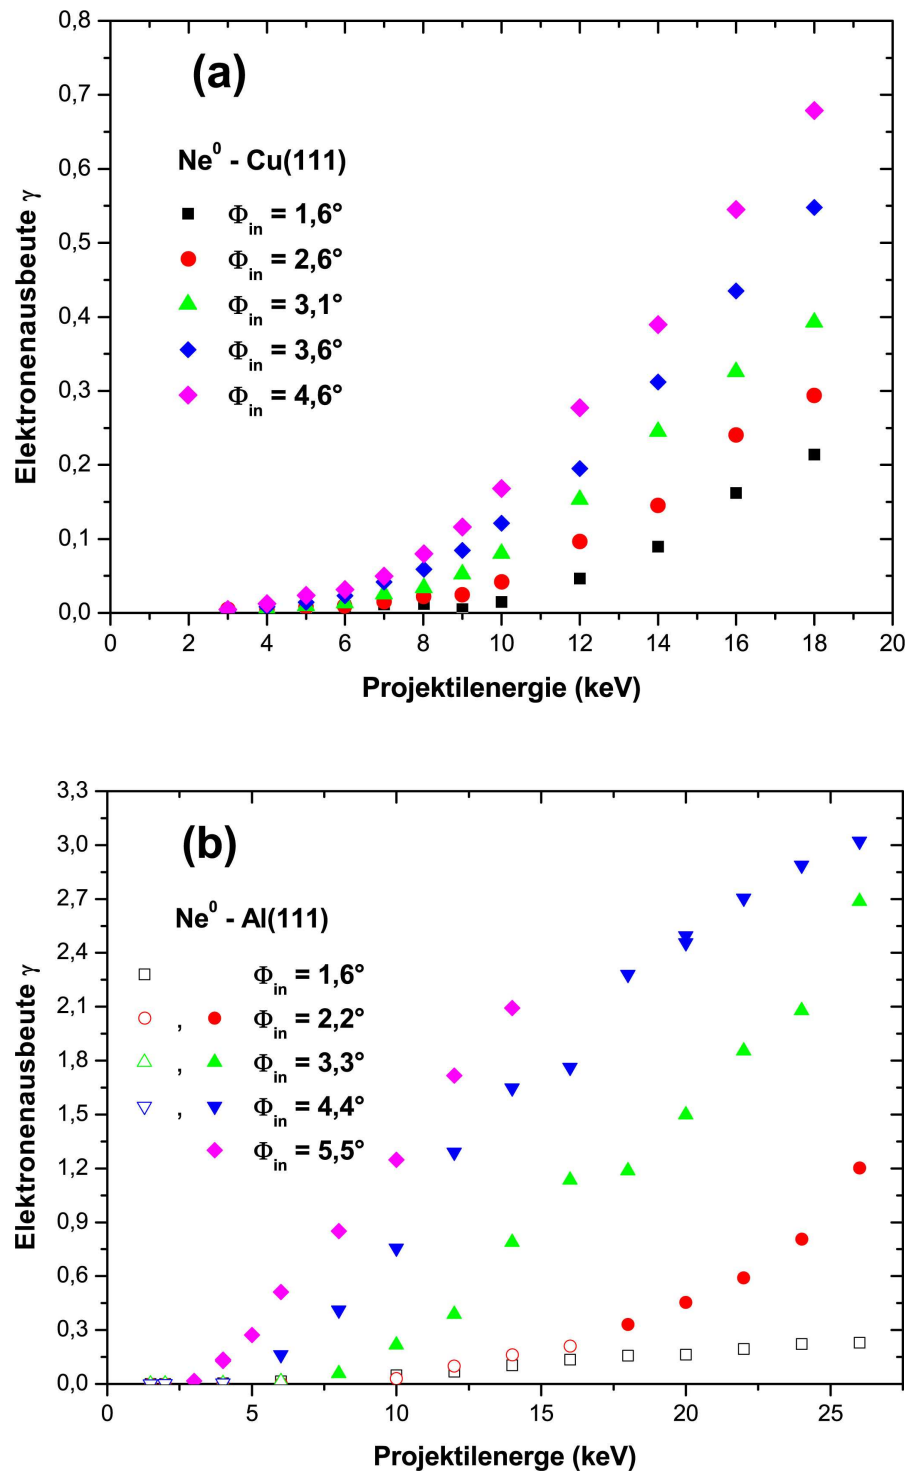 0,8
0,7
0,6
0,5
0,4
0,3
0,2
0,1
0,0
Elektronenausbeute γ
(a)
Ne⁰ - Cu(111)
Φin = 1,6°
Φin = 2,6°
Φin = 3,1°
Φin = 3,6°
Φin = 4,6°
0 2 4 6 8 10 12 14 16 18 20
Projektilenergie (keV)
3,3
3,0
2,7
2,4
2,1
1,8
1,5
1,2
0,9
0,6
0,3
0,0
Elektronenausbeute γ
(b)
Ne⁰ - Al(111)
Φin = 1,6°
, Φin = 2,2°
, Φin = 3,3°
, Φin = 4,4°
Φin = 5,5°
0 5 10 15 20 25
Projektilenerge (keV)